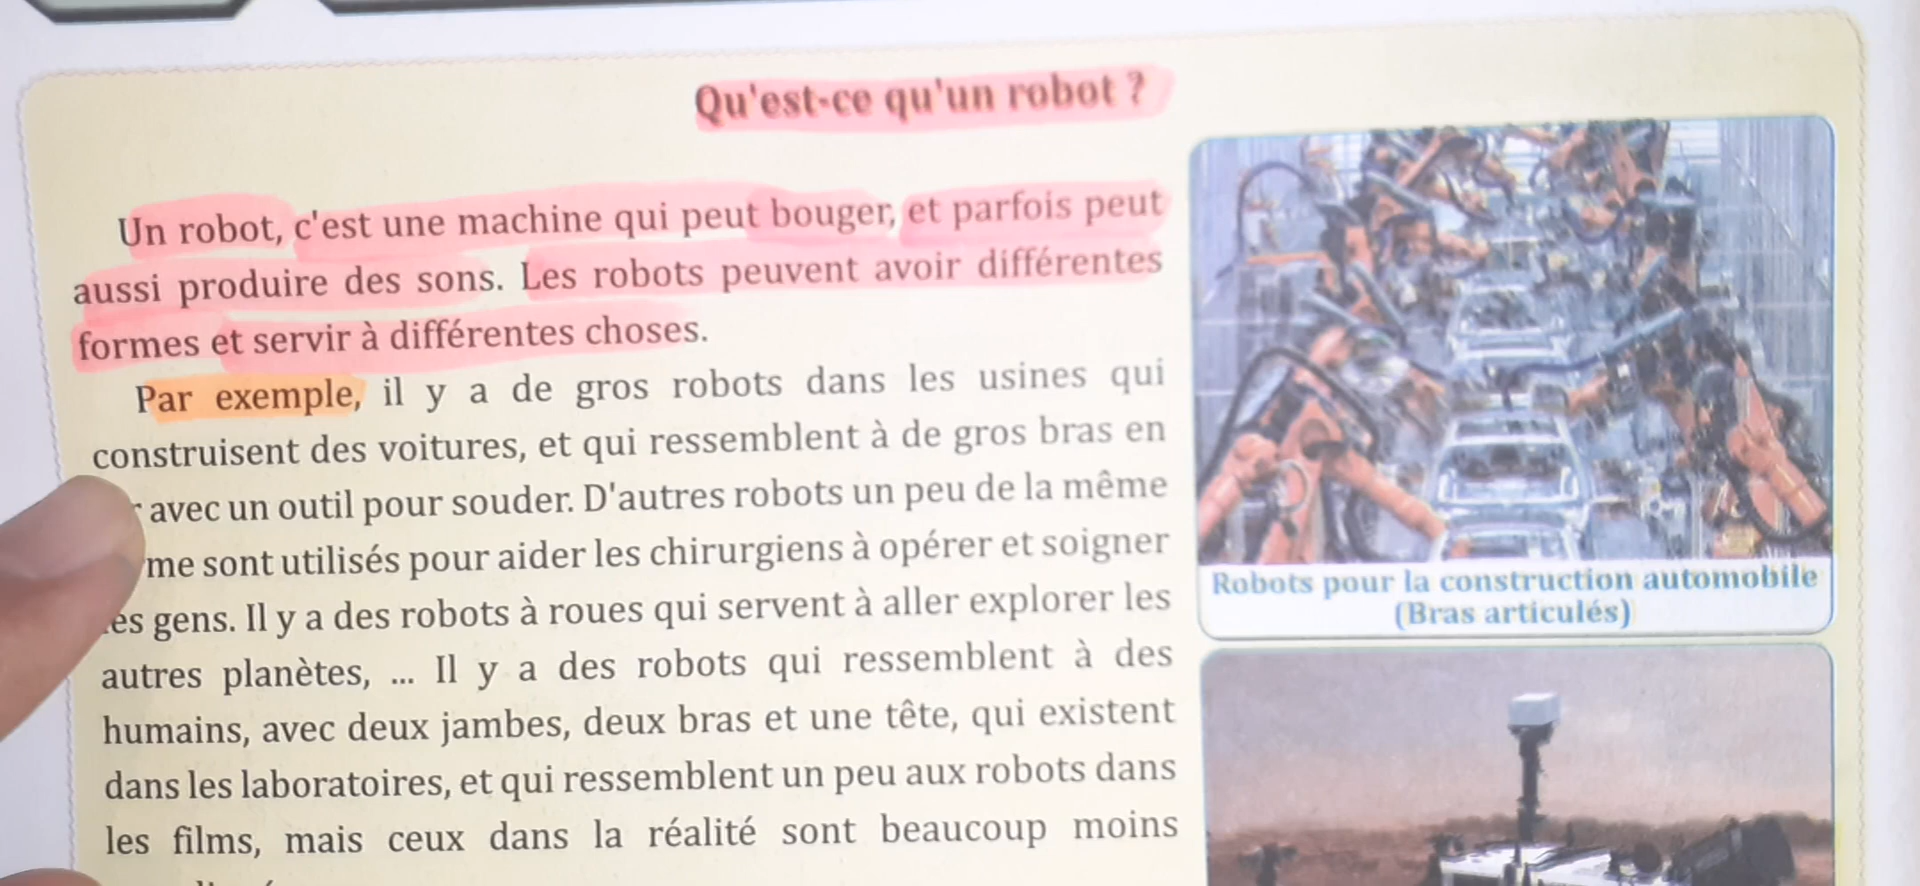 Qu'est-ce qu'un robot ?
Un robot, c'est une machine qui peut bouger, et parfois peut
aussi produire des sons. Les robots peuvent avoir différentes
formes et servir à différentes choses.
Par exemple, il y a de gros robots dans les usines qui
construisent des voitures, et qui ressemblent à de gros bras en
avec un outil pour souder. D'autres robots un peu de la même
me sont utilisés pour aider les chirurgiens à opérer et soigner
es gens. Il y a des robots à roues qui servent à aller explorer les
autres planètes, ... Il y a des robots qui ressemblent à des
humains, avec deux jambes, deux bras et une tête, qui existent
dans les laboratoires, et qui ressemblent un peu aux robots dans
les films, mais ceux dans la réalité sont beaucoup moins
Robots pour la construction automobile
(Bras articulés)